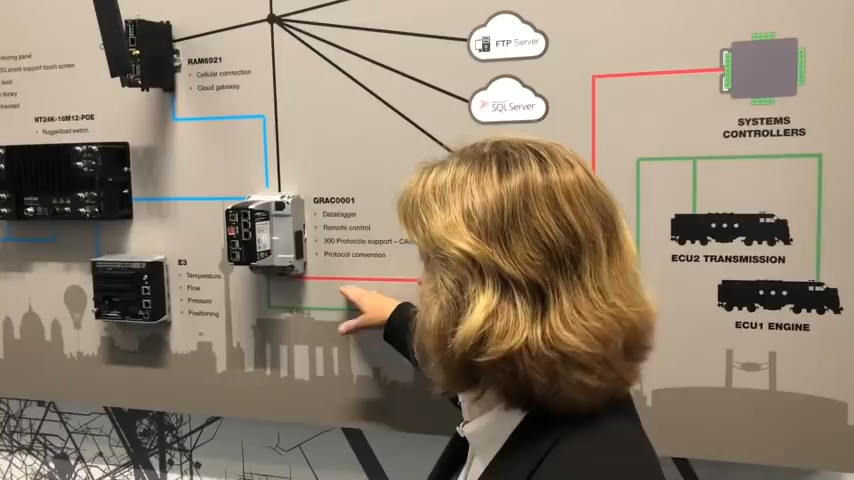 FTP Server
SQL Server
RAM6921
• Cellular connection
• Cloud gateway
NT24K-16M12-POE
• Ruggedised switch
GRAC0001
• Datalogger
• Remote control
• 300 Protocols support – CAN
• Protocol conversion
E3
• Temperature
• Flow
• Pressure
• Positioning
SYSTEMS
CONTROLLERS
ECU2 TRANSMISSION
ECU1 ENGINE